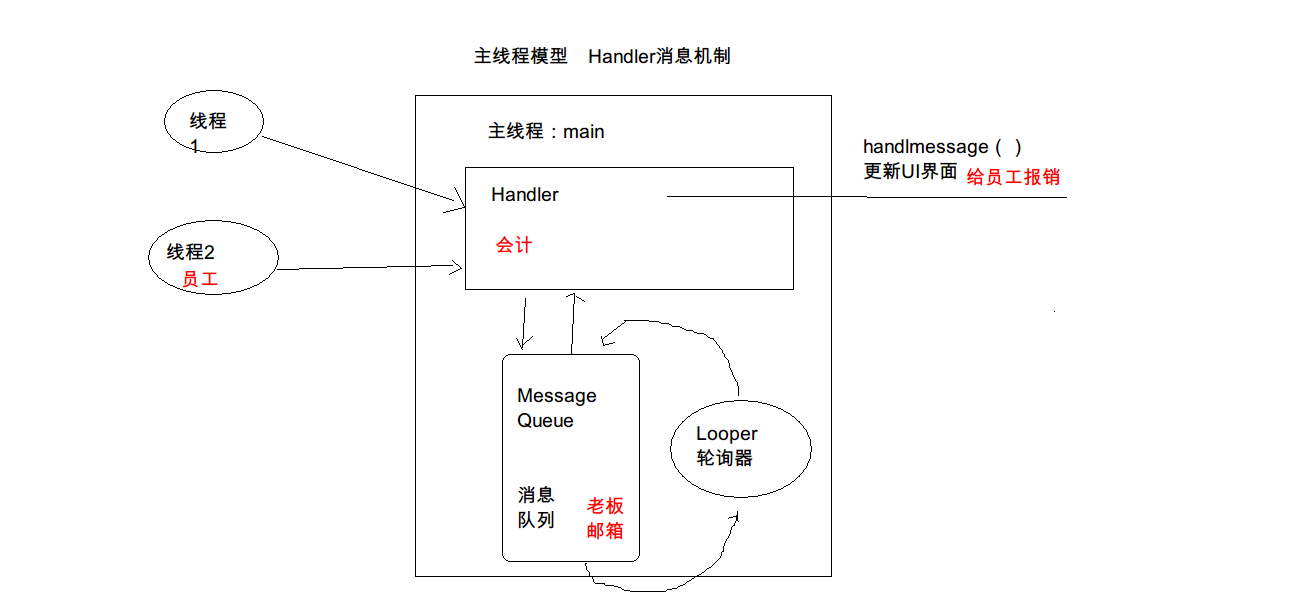 主线程模型 Handler消息机制
线程
1
主线程：main
handlmessage（ ）
更新UI界面 给员工报销
Handler
会计
线程2
员工
Message
Queue
Looper
轮询器
消息
队列
老板
邮箱